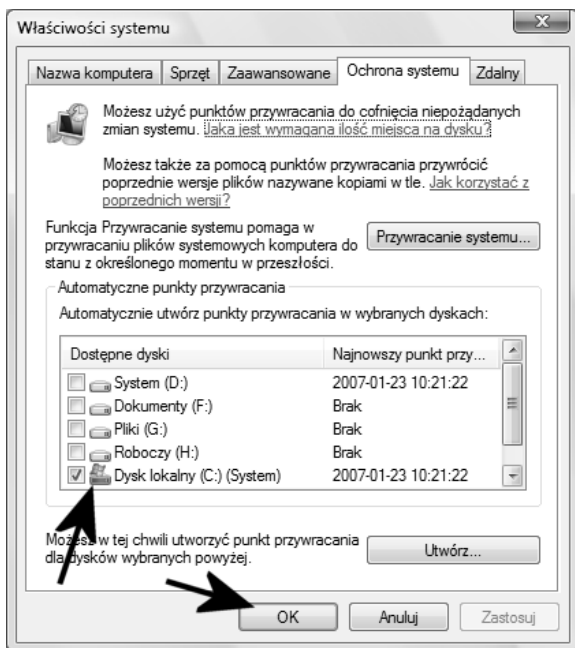 Właściwości systemu
Nazwa komputera Sprzęt Zaawansowane Ochrona systemu Zdalny
Możesz użyć punktów przywracania do cofnięcia niepożądanych
zmian systemu. Jaka jest wymagana ilość miejsca na dysku?
Możesz także za pomocą punktów przywracania przywrócić
poprzednie wersje plików nazywane kopiami w tle. Jak korzystać z
poprzednich wersji?
Funkcja Przywracanie systemu pomaga w
przywracaniu plików systemowych komputera do
stanu z określonego momentu w przeszłości.
Przywracanie systemu...
Automatyczne punkty przywracania
Automatycznie utwórz punkty przywracania w wybranych dyskach:
Dostępne dyski Najnowszy punkt przy...
System (D:) 2007-01-23 10:21:22
Dokumenty (F:) Brak
Pliki (G:) Brak
Roboczy (H:) Brak
Dysk lokalny (C:) (System) 2007-01-23 10:21:22
Możesz w tej chwili utworzyć punkt przywracania
dla dysków wybranych powyżej.
Utwórz...
OK Anuluj Zastosuj